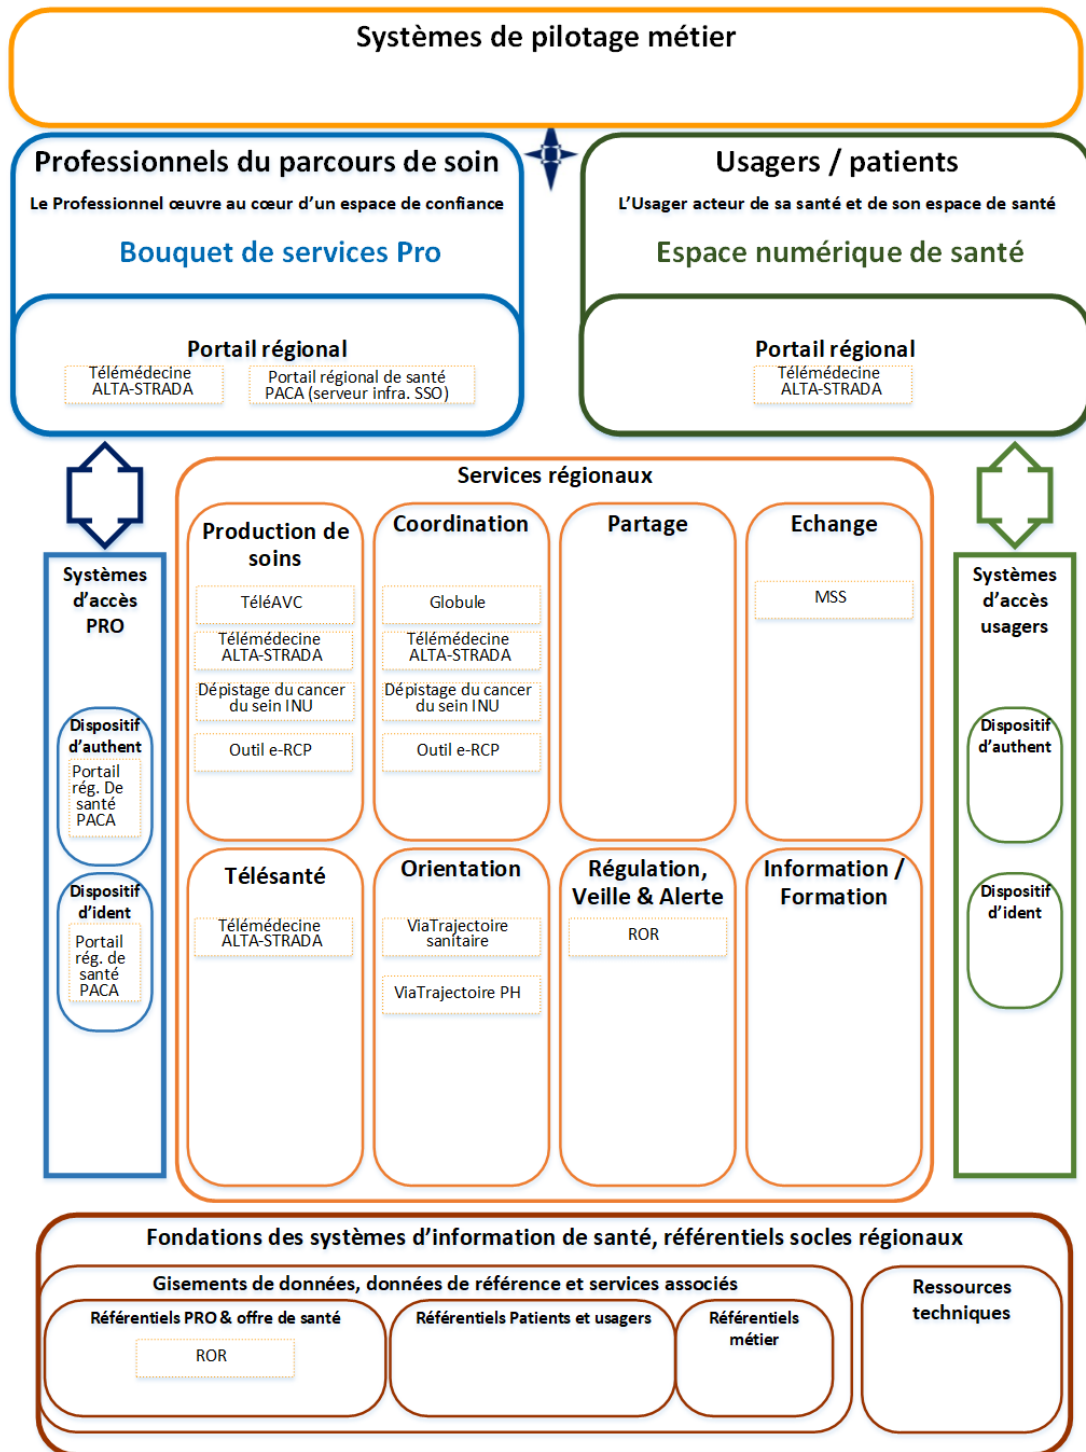 Systèmes de pilotage métier
Professionnels du parcours de soin
Le Professionnel œuvre au cœur d'un espace de confiance
Bouquet de services Pro
Portail régional
Télémédecine
ALTA-STRADA
Portail régional de santé
PACA (serveur infra. SSO)
Usagers / patients
L'Usager acteur de sa santé et de son espace de santé
Espace numérique de santé
Portail régional
Télémédecine
ALTA-STRADA
Systèmes
d'accès
PRO
Dispositif
d'authent
Portail
rég. De
santé
PACA
Dispositif
d'ident
Portail
rég. de
santé
PACA
Services régionaux
Production de
soins
TéléAVC
Télémédecine
ALTA-STRADA
Dépistage du cancer
du sein INU
Outil e-RCP
Coordination
Globule
Télémédecine
ALTA-STRADA
Dépistage du cancer
du sein INU
Outil e-RCP
Partage
Echange
MSS
Télésanté
Télémédecine
ALTA-STRADA
Orientation
ViaTrajectoire
sanitaire
ViaTrajectoire PH
Régulation,
Veille & Alerte
ROR
Information /
Formation
Systèmes
d'accès
usagers
Dispositif
d'authent
Dispositif
d'ident
Fondations des systèmes d'information de santé, référentiels socles régionaux
Gisements de données, données de référence et services associés
Référentiels PRO & offre de santé
ROR
Référentiels Patients et usagers
Référentiels
métier
Ressources
techniques